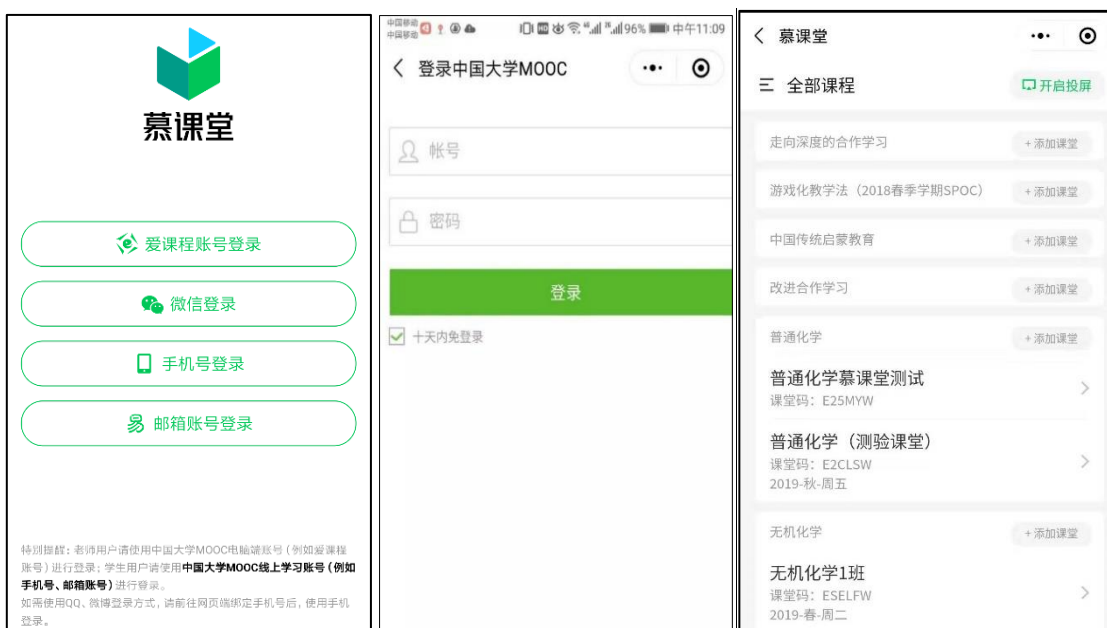 慕课堂
爱课程账号登录
微信登录
手机号登录
邮箱账号登录
特别提醒：老师用户请使用中国大学MOOC电脑端账号（例如爱课程
账号）进行登录；学生用户请使用中国大学MOOC线上学习账号（例如
手机号、邮箱账号）进行登录。
如需使用QQ、微博登录方式，请前往网页端绑定手机号后，使用手机
登录。
中国移动
中国移动
96% 中午11:09
登录中国大学MOOC
帐号
密码
登录
十天内免登录
慕课堂
全部课程
开启投屏
走向深度的合作学习
+ 添加课堂
游戏化教学法（2018春季学期SPOC）
+ 添加课堂
中国传统启蒙教育
+ 添加课堂
改进合作学习
+ 添加课堂
普通化学
+ 添加课堂
普通化学慕课堂测试
课堂码：E25MYW
普通化学（测验课堂）
课堂码：E2CLSW
2019-秋-周五
无机化学
+ 添加课堂
无机化学1班
课堂码：ESELFW
2019-春-周二